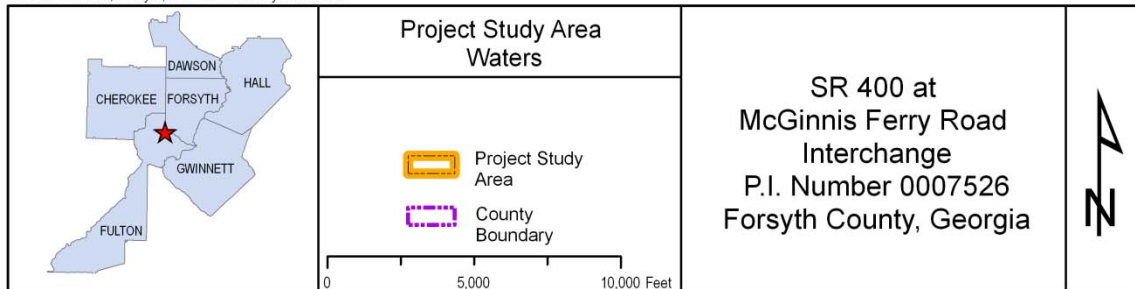 DAWSON
HALL
CHEROKEE
FORSYTH
GWINNETT
FULTON
Project Study Area
Waters
Project Study
Area
County
Boundary
0
5,000
10,000 Feet
SR 400 at
McGinnis Ferry Road
Interchange
P.I. Number 0007526
Forsyth County, Georgia
N